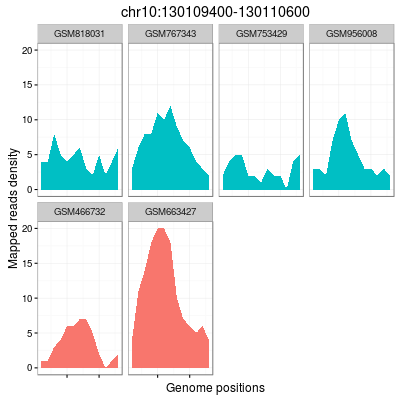 chr10:130109400-130110600
GSM818031 GSM767343 GSM753429 GSM956008
20
15
10
5
0
GSM466732 GSM663427
20
15
10
5
0
Mapped reads density
Genome positions